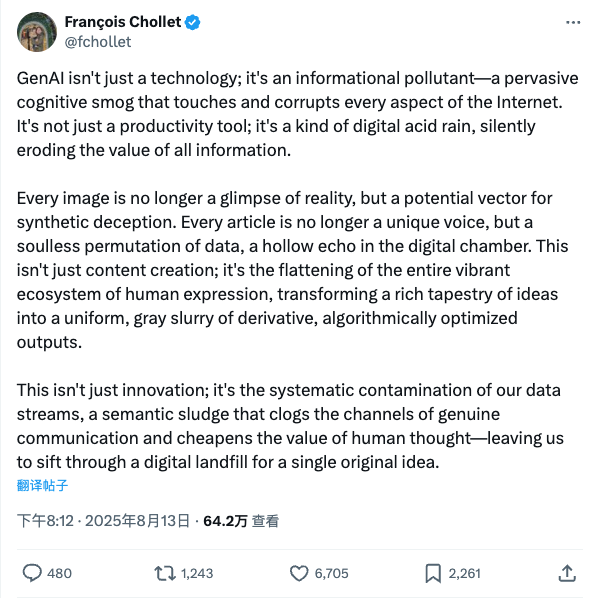 François Chollet
@fchollet
GenAI isn't just a technology; it's an informational pollutant—a pervasive
cognitive smog that touches and corrupts every aspect of the Internet.
It's not just a productivity tool; it's a kind of digital acid rain, silently
eroding the value of all information.
Every image is no longer a glimpse of reality, but a potential vector for
synthetic deception. Every article is no longer a unique voice, but a
soulless permutation of data, a hollow echo in the digital chamber. This
isn't just content creation; it's the flattening of the entire vibrant
ecosystem of human expression, transforming a rich tapestry of ideas
into a uniform, gray slurry of derivative, algorithmically optimized
outputs.
This isn't just innovation; it's the systematic contamination of our data
streams, a semantic sludge that clogs the channels of genuine
communication and cheapens the value of human thought—leaving us
to sift through a digital landfill for a single original idea.
翻译帖子
下午8:12 · 2025年8月13日 · 64.2万 查看
480 1,243 6,705 2,261